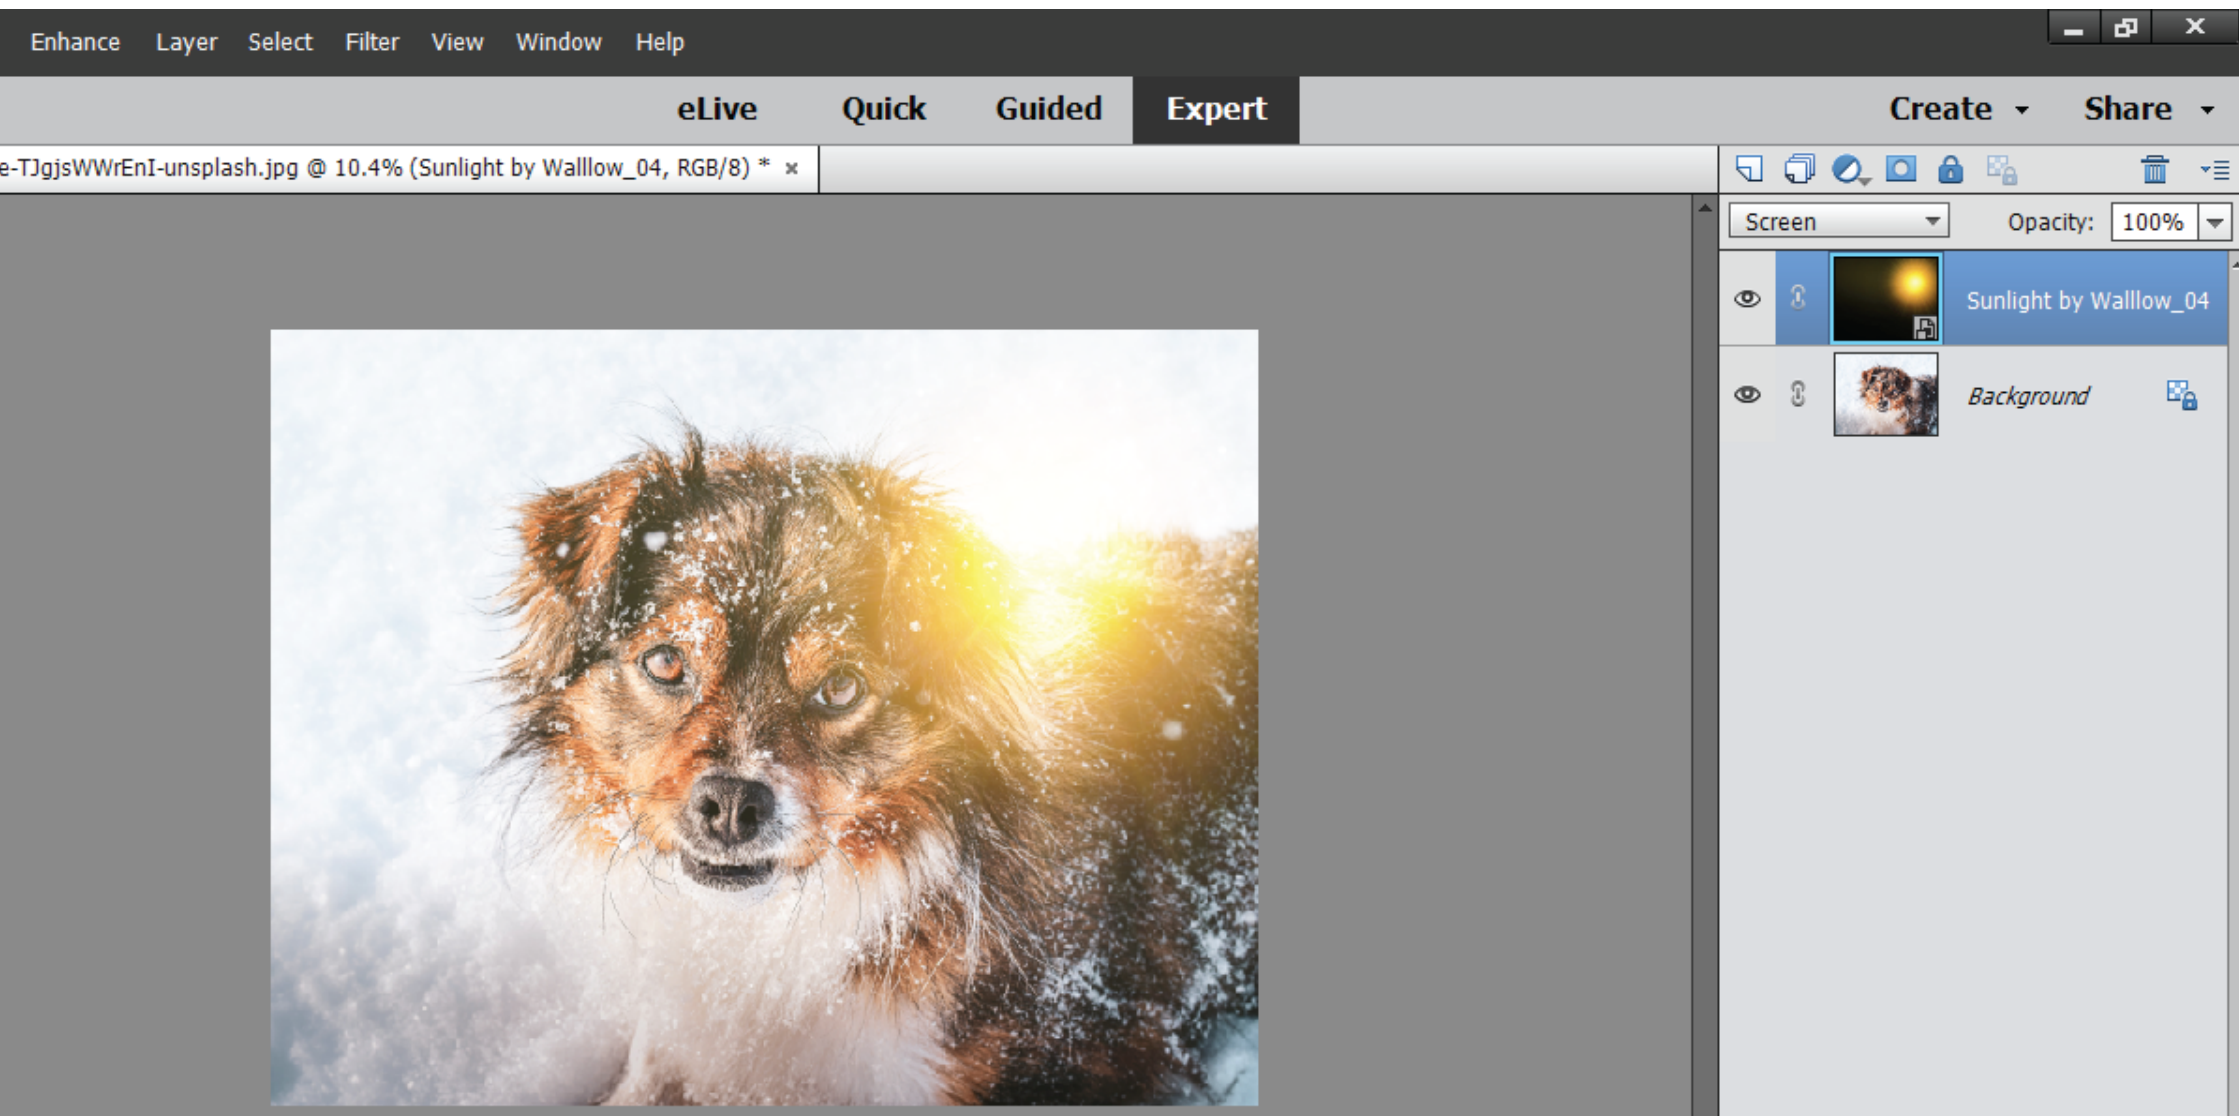 Enhance Layer Select Filter View Window Help
eLive Quick Guided Expert Create Share
e-TJgjsWWrEnI-unsplash.jpg @ 10.4% (Sunlight by Walllow_04, RGB/8) * ×
Screen Opacity: 100%
Sunlight by Walllow_04
Background